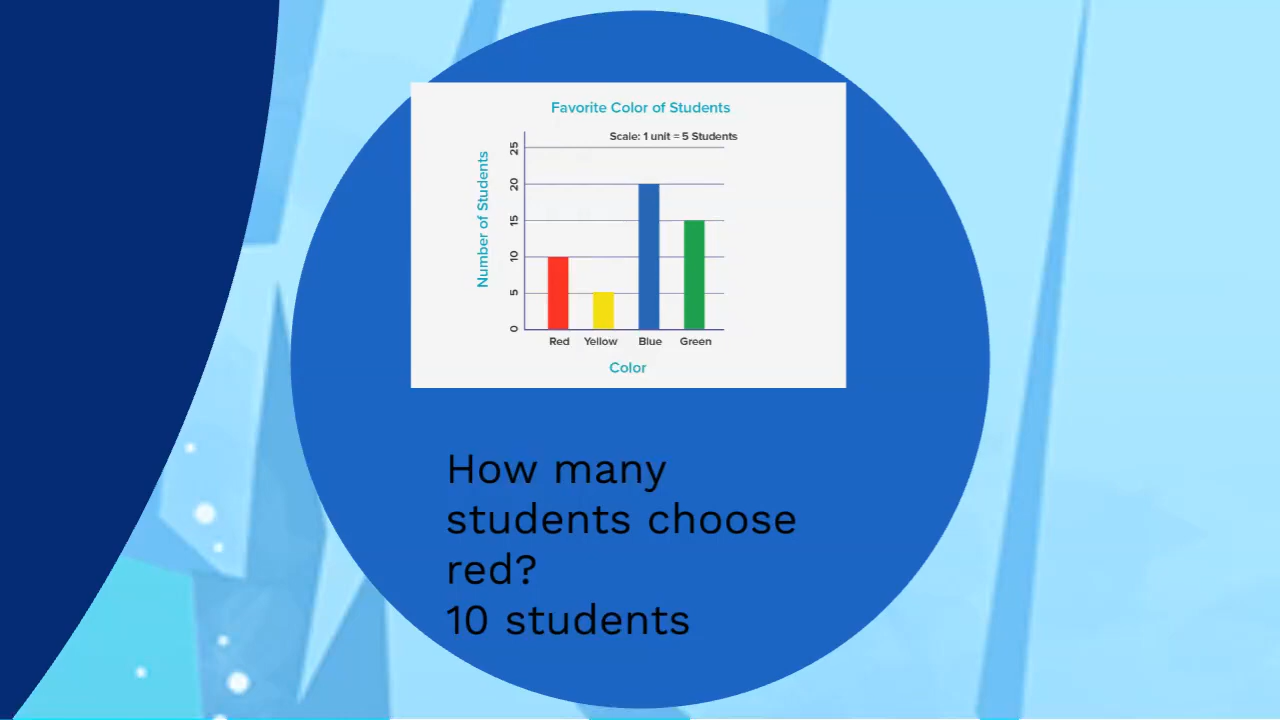 Favorite Color of Students
Scale: 1 unit = 5 Students
Number of Students
25
20
15
10
5
0
Red Yellow Blue Green
Color
How many
students choose
red?
10 students